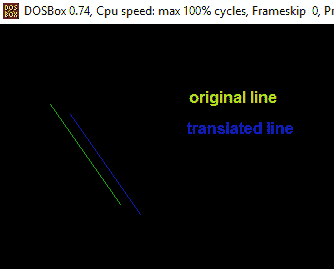 DOSBox 0.74, Cpu speed: max 100% cycles, Frameskip 0, Pr
original line
translated line